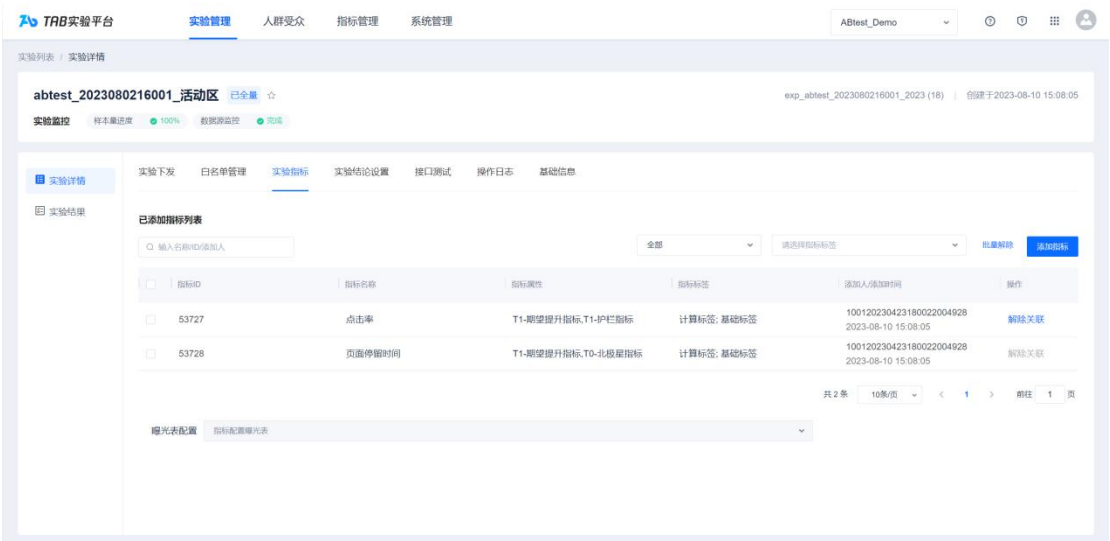 TAB实验平台 实验管理 人群受众 指标管理 系统管理 ABtest_Demo
实验列表 / 实验详情
abtest_2023080216001_活动区 已全量 exp_abtest_2023080216001_2023 (18) 创建于2023-08-10 15:08:05
实验监控 样本量进度 100% 数据源监控 完成
实验详情 实验下发 白名单管理 实验指标 实验结论设置 接口测试 操作日志 基础信息
实验结果
已添加指标列表
输入名称/ID/添加人 全部 请选择指标标签 批量解除 添加指标
指标ID 指标名称 指标属性 指标标签 添加人/添加时间 操作
53727 点击率 T1-期望提升指标,T1-护栏指标 计算标签; 基础标签 100120230423180022004928 解除关联
2023-08-10 15:08:05
53728 页面停留时间 T1-期望提升指标,T0-北极星指标 计算标签; 基础标签 100120230423180022004928 解除关联
2023-08-10 15:08:05
共 2 条 10条/页 < 1 > 前往 1 页
曝光表配置 指标配置曝光表